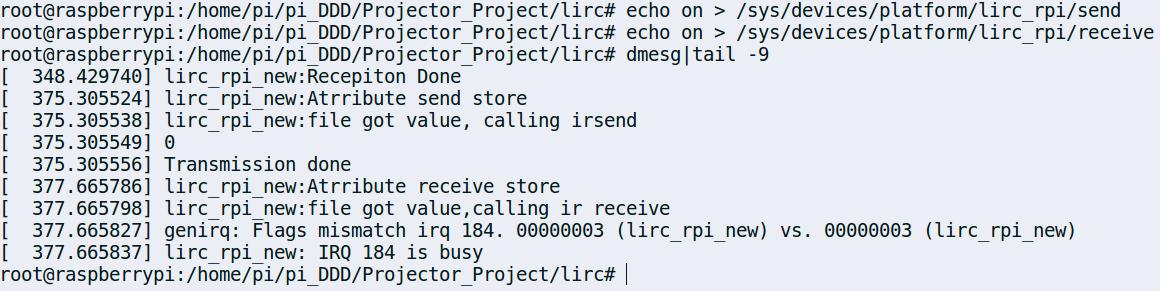 root@raspberrypi:/home/pi/pi_DDD/Projector_Project/lirc# echo on > /sys/devices/platform/lirc_rpi/send
root@raspberrypi:/home/pi/pi_DDD/Projector_Project/lirc# echo on > /sys/devices/platform/lirc_rpi/receive
root@raspberrypi:/home/pi/pi_DDD/Projector_Project/lirc# dmesg|tail -9
[  348.429740] lirc_rpi_new:Recepiton Done
[  375.305524] lirc_rpi_new:Atrribute send store
[  375.305538] lirc_rpi_new:file got value, calling irsend
[  375.305549] 0
[  375.305556] Transmission done
[  377.665786] lirc_rpi_new:Atrribute receive store
[  377.665798] lirc_rpi_new:file got value,calling ir receive
[  377.665827] genirq: Flags mismatch irq 184. 00000003 (lirc_rpi_new) vs. 00000003 (lirc_rpi_new)
[  377.665837] lirc_rpi_new: IRQ 184 is busy
root@raspberrypi:/home/pi/pi_DDD/Projector_Project/lirc#